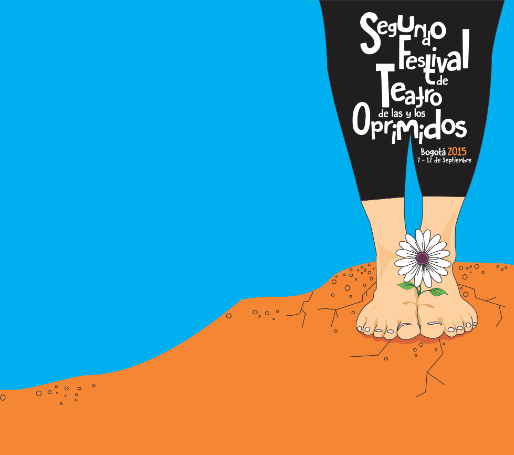 Segundo
Festival
de
Teatro
de las y los
Oprimidos
Bogotá 2015
7 - 12 de Septiembre